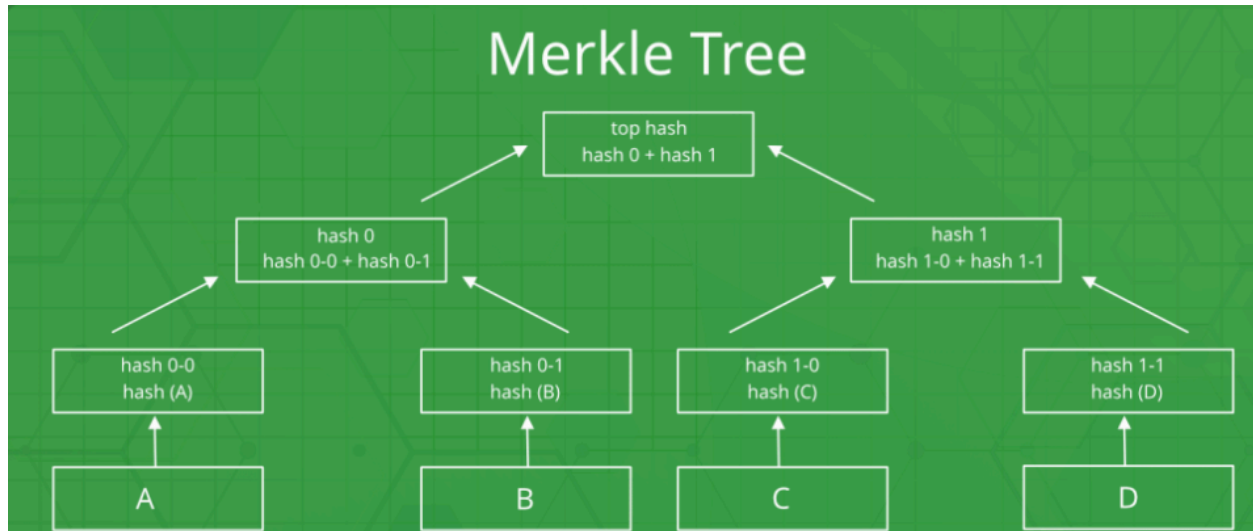 Merkle Tree
top hash
hash 0 + hash 1
hash 0
hash 0-0 + hash 0-1
hash 1
hash 1-0 + hash 1-1
hash 0-0
hash (A)
hash 0-1
hash (B)
hash 1-0
hash (C)
hash 1-1
hash (D)
A
B
C
D